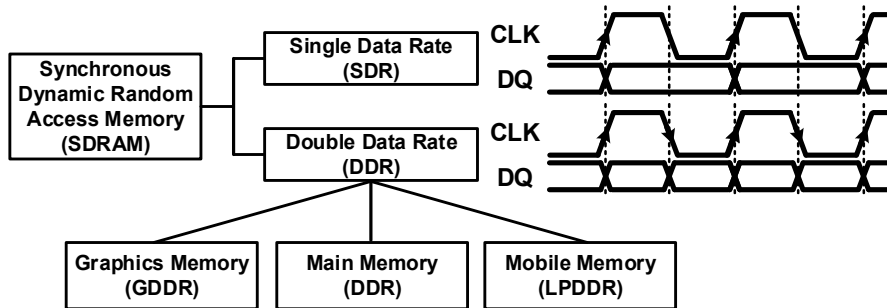 Synchronous
Dynamic Random
Access Memory
(SDRAM)
Single Data Rate
(SDR)
CLK
DQ
Double Data Rate
(DDR)
CLK
DQ
Graphics Memory
(GDDR)
Main Memory
(DDR)
Mobile Memory
(LPDDR)